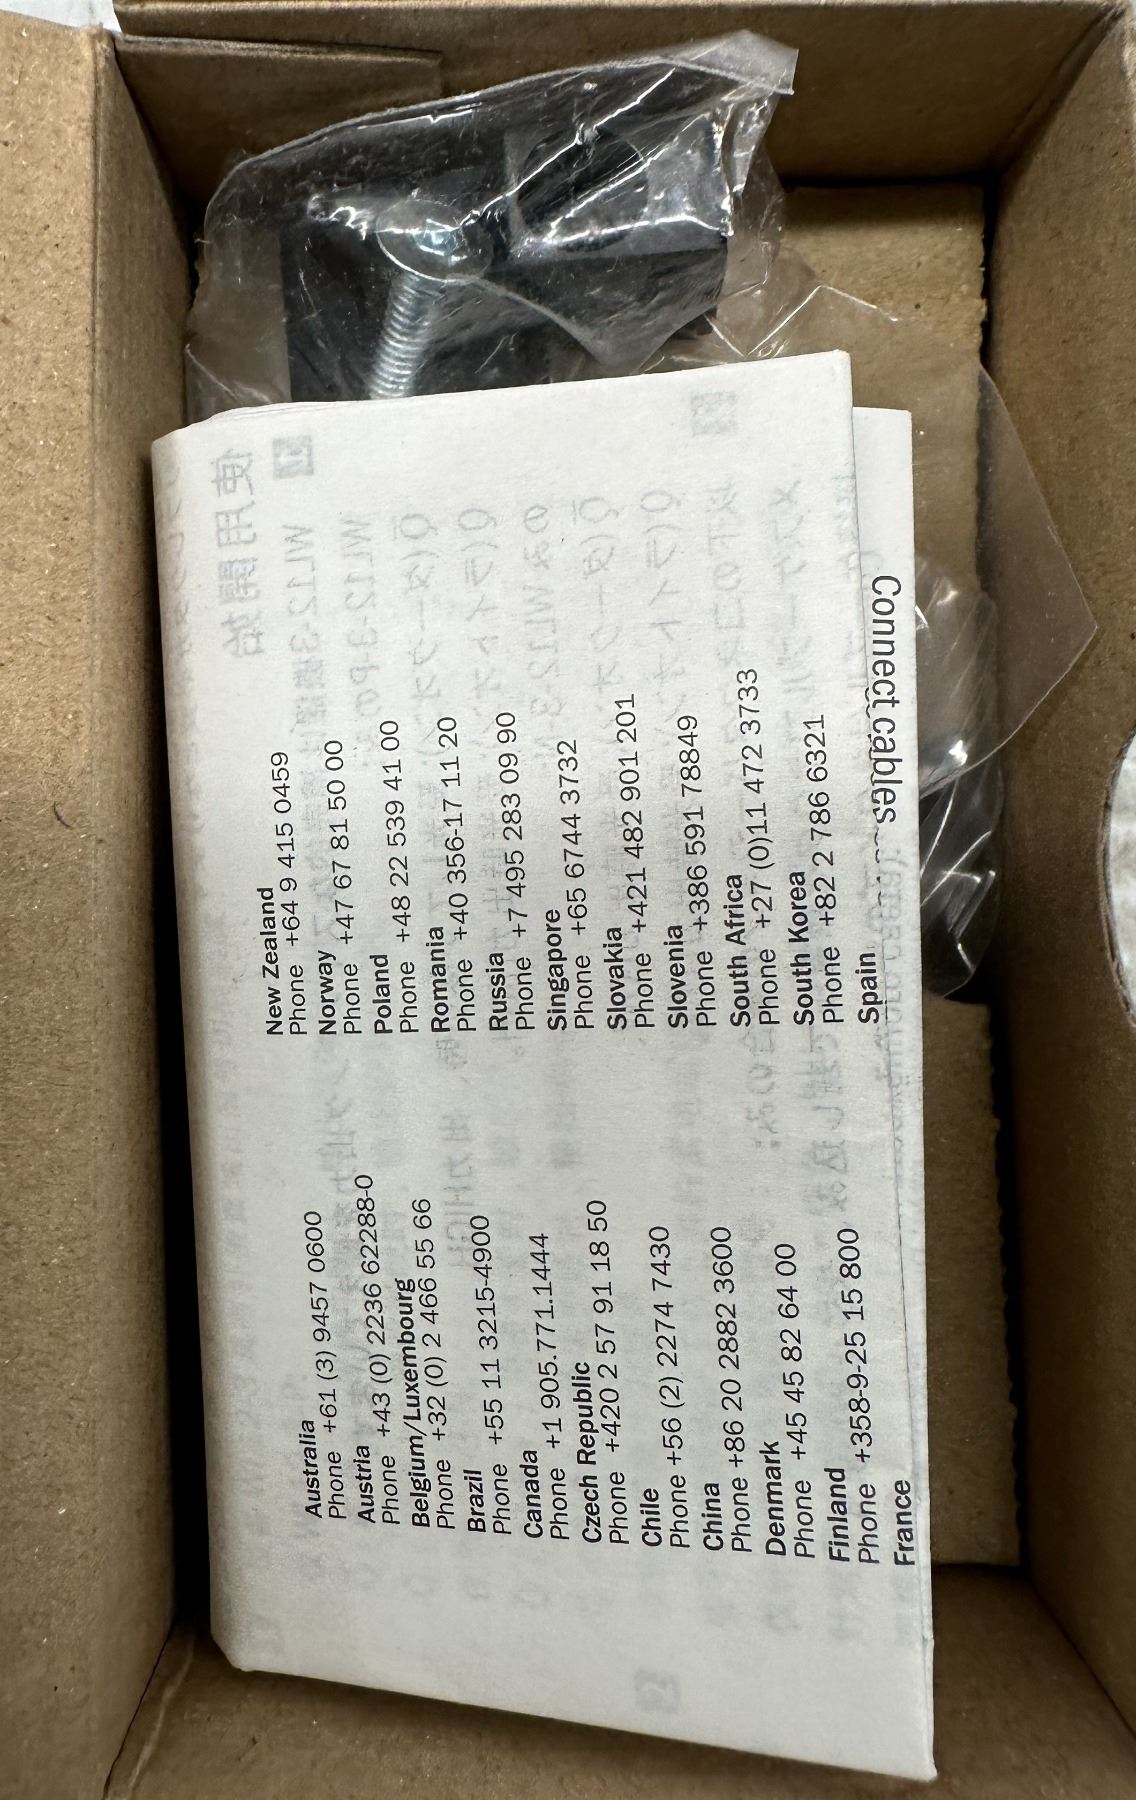 Australia
Phone +61 (3) 9457 0600
Austria
Phone +43 (0) 2236 62288-0
Belgium/Luxembourg
Phone +32 (0) 2 466 55 66
Brazil
Phone +55 11 3215-4900
Canada
Phone +1 905.771.1444
Czech Republic
Phone +420 2 57 91 18 50
Chile
Phone +56 (2) 2274 7430
China
Phone +86 20 2882 3600
Denmark
Phone +45 45 82 64 00
Finland
Phone +358-9-25 15 800
France
New Zealand
Phone +64 9 415 0459
Norway
Phone +47 67 81 50 00
Poland
Phone +48 22 539 41 00
Romania
Phone +40 356-17 11 20
Russia
Phone +7 495 283 09 90
Singapore
Phone +65 6744 3732
Slovakia
Phone +421 482 901 201
Slovenia
Phone +386 591 78849
South Africa
Phone +27 (0)11 472 3733
South Korea
Phone +82 2 786 6321
Spain
Connect cables